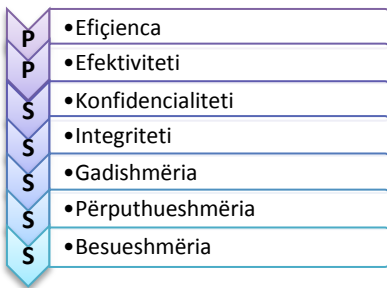 P •Efiçienca
P •Efektiviteti
S •Konfidencialiteti
S •Integriteti
S •Gadishmëria
S •Përputhueshmëria
S •Besueshmëria